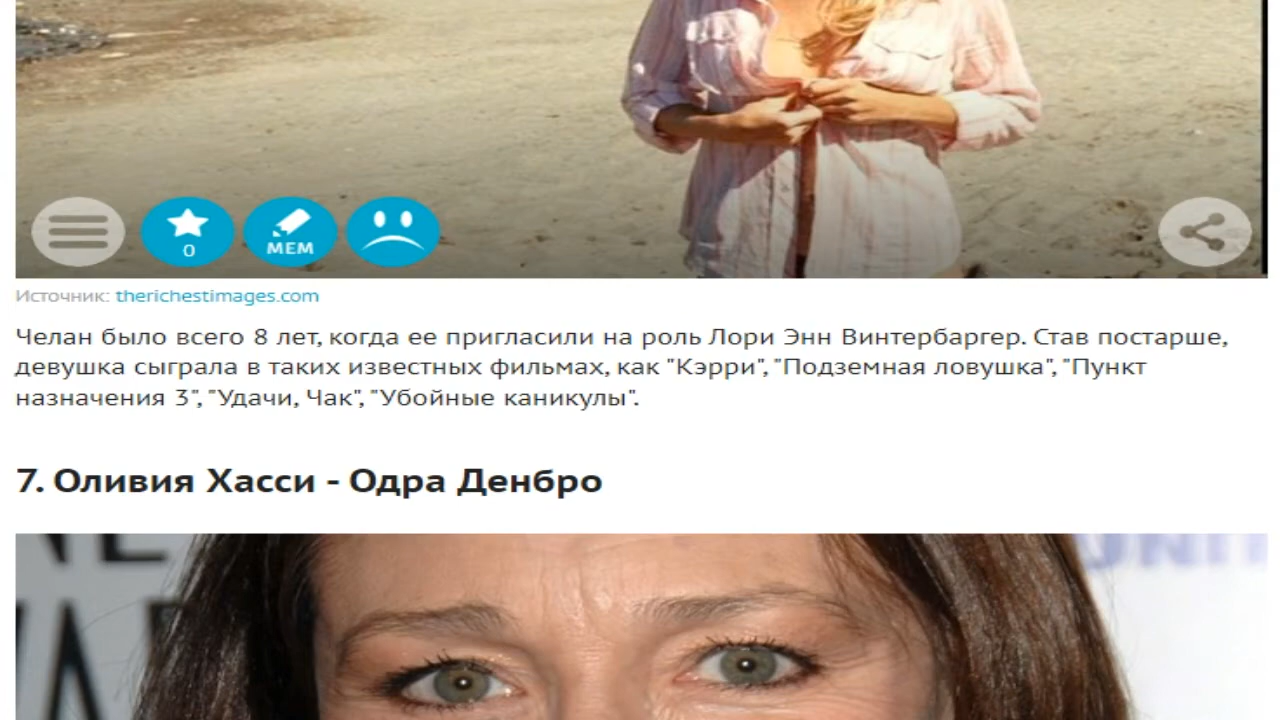 0
МЕМ
Источник: therichestimages.com
Челан было всего 8 лет, когда ее пригласили на роль Лори Энн Винтербаргер. Став постарше,
девушка сыграла в таких известных фильмах, как "Кэрри", "Подземная ловушка", "Пункт
назначения 3", "Удачи, Чак", "Убойные каникулы".
7. Оливия Хасси - Одра Денбро